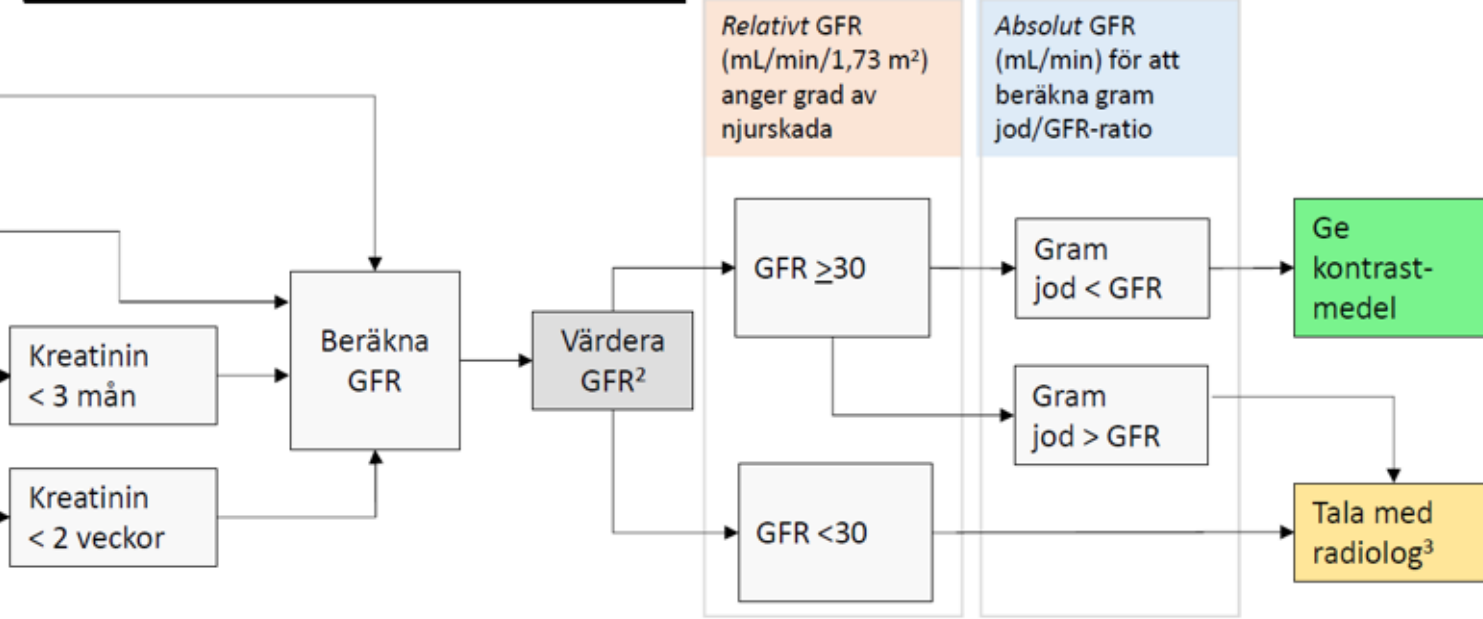 Relativt GFR
(mL/min/1,73 m²)
anger grad av
njurskada
Absolut GFR
(mL/min) för att
beräkna gram
jod/GFR-ratio
Kreatinin
< 3 mån
Kreatinin
< 2 veckor
Beräkna
GFR
Värdera
GFR²
GFR ≥30
GFR <30
Gram
jod < GFR
Gram
jod > GFR
Ge
kontrast-
medel
Tala med
radiolog³